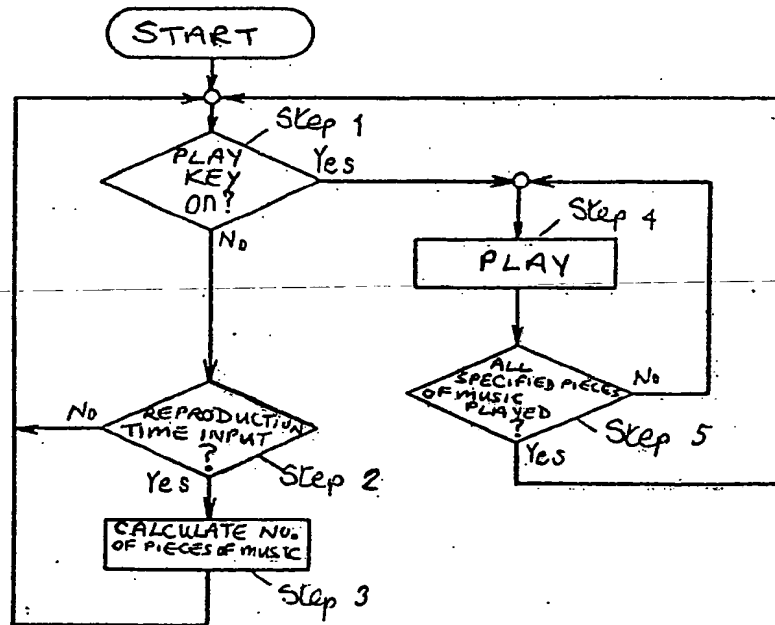 START
Step 1
PLAY
KEY
on?
Yes
No
Step 4
PLAY
ALL
SPECIFIED PIECES
OF MUSIC
PLAYED
?
No
Yes
Step 5
REPRODUCTION
TIME INPUT
?
No
Yes
Step 2
CALCULATE No.
OF PIECES OF MUSIC
Step 3